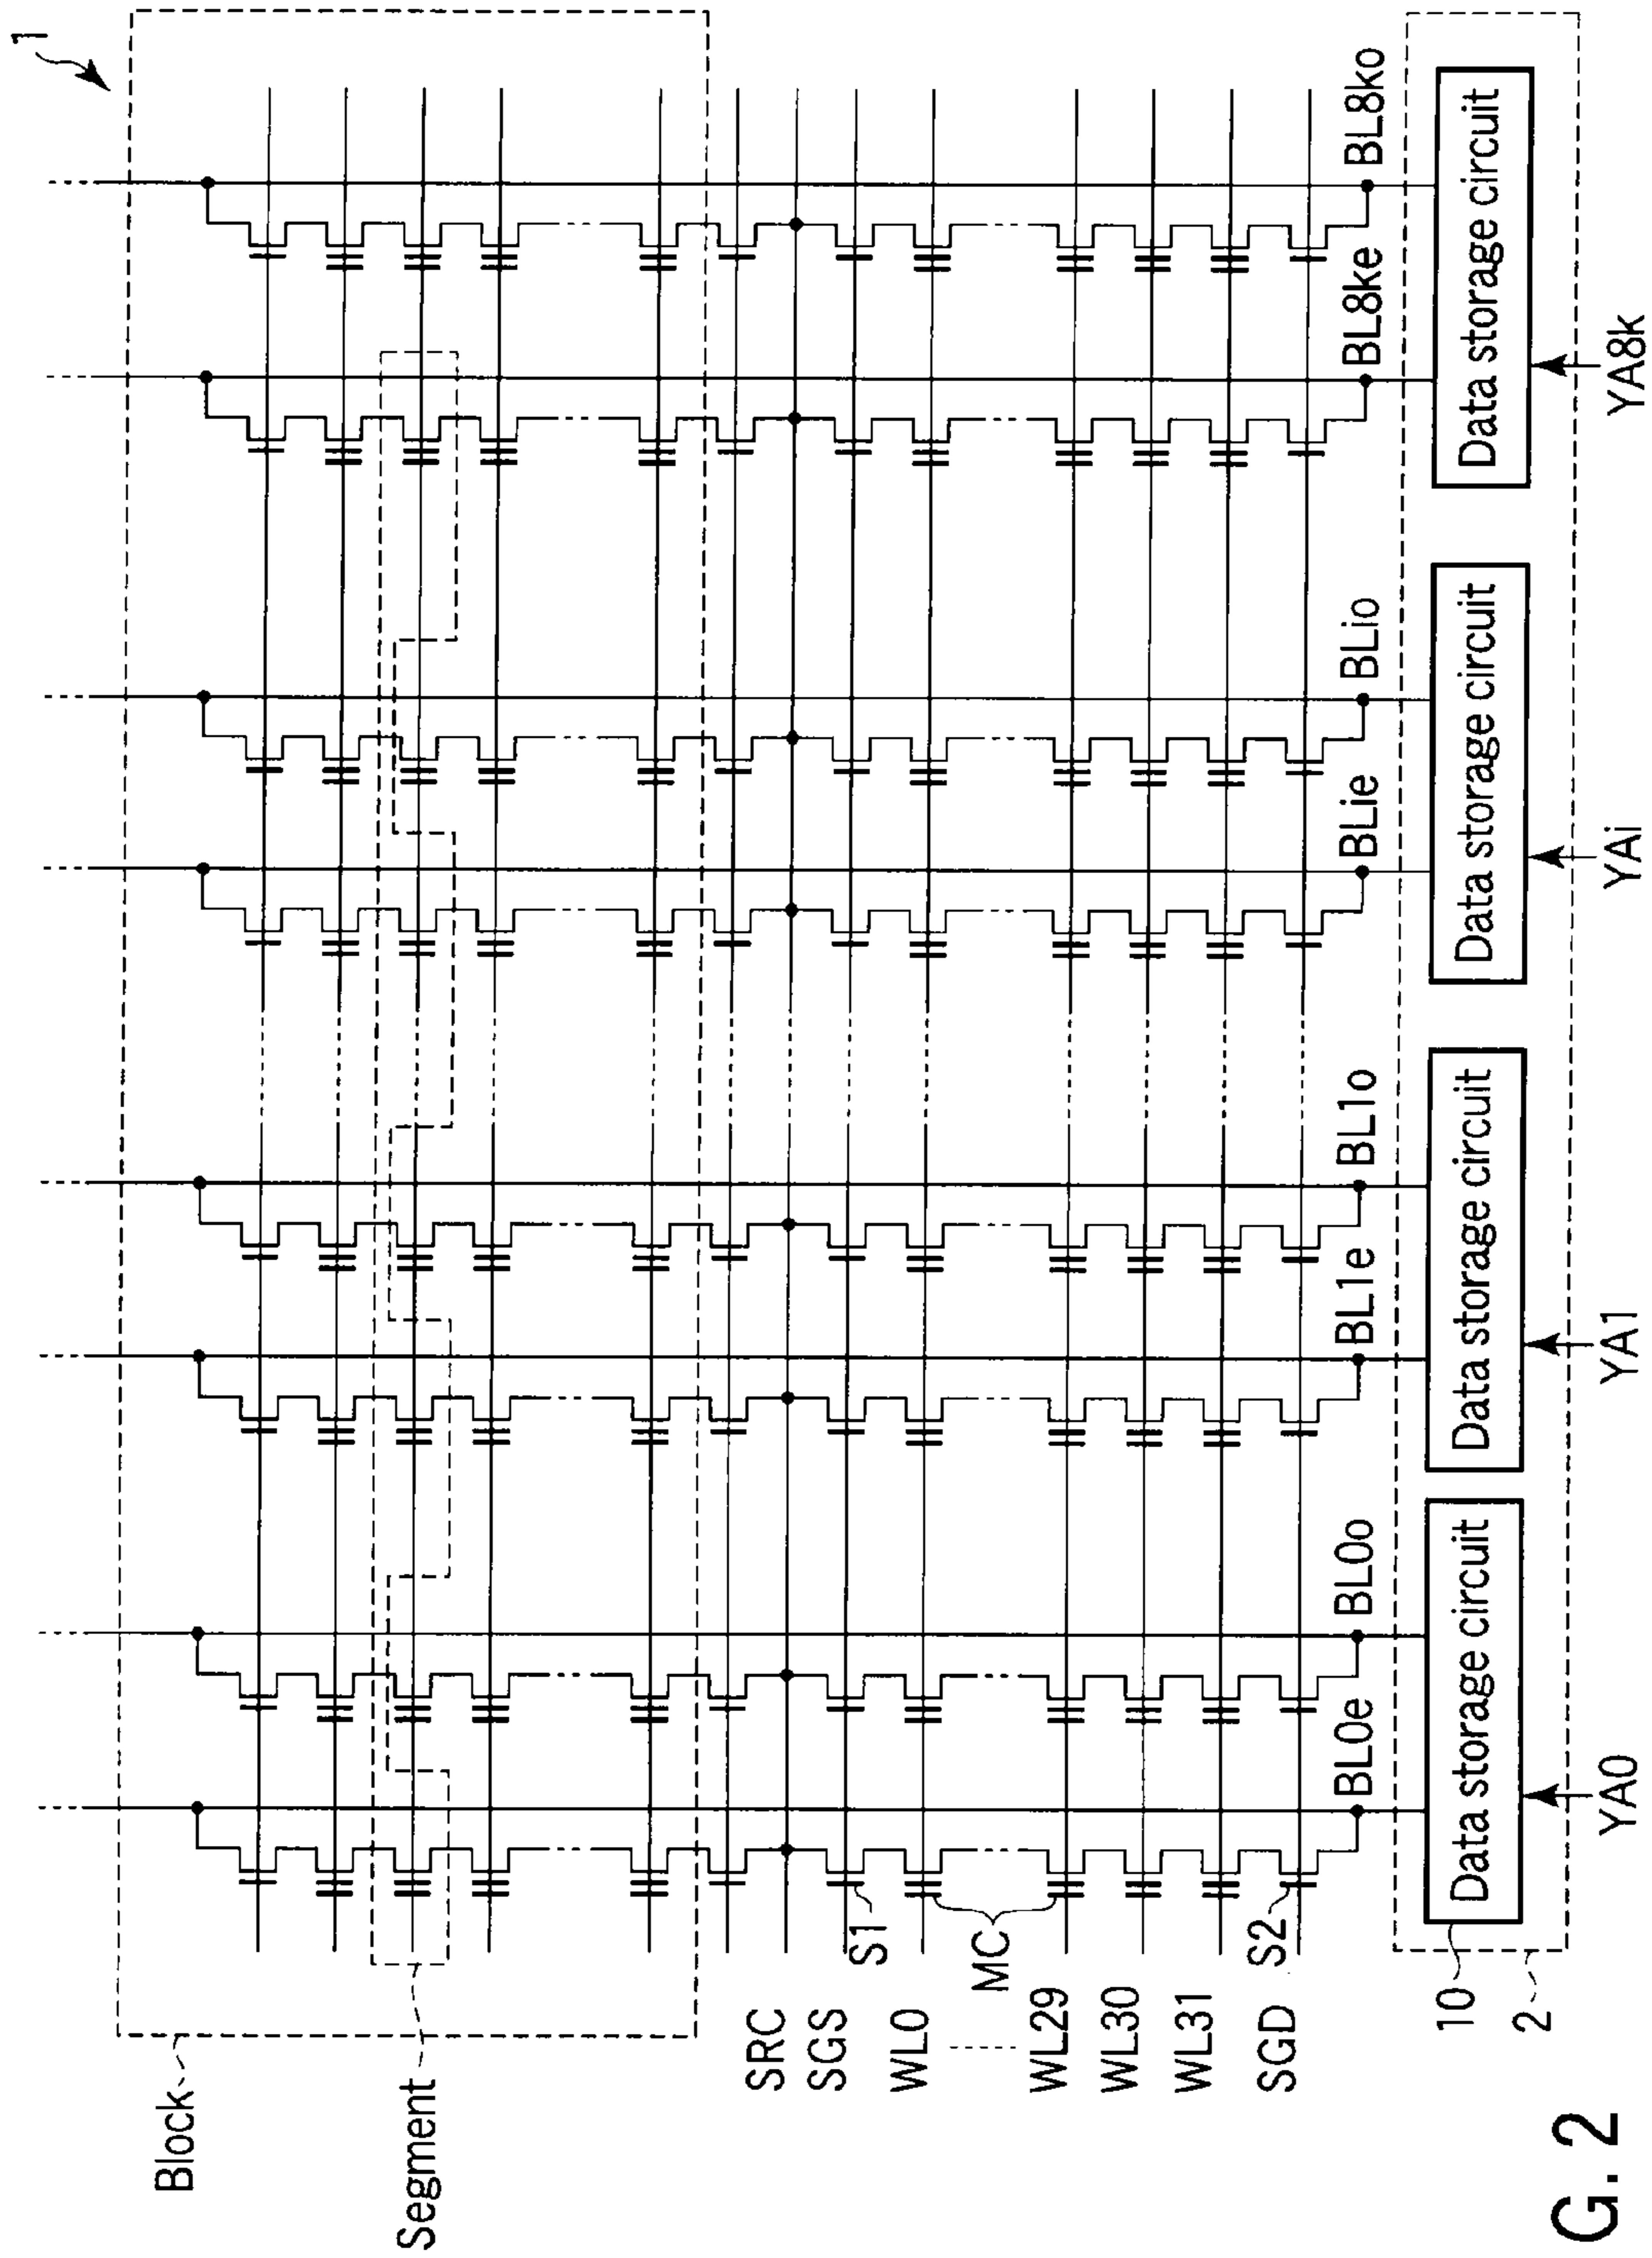 1
Block
Segment
SRC
SGS
WL0
WL29
WL30
WL31
SGD
S1
MC
S2
BL0e
BL0o
BL1e
BL1o
BLie
BLio
BL8ke
BL8ko
10
2
Data storage circuit
Data storage circuit
Data storage circuit
Data storage circuit
YA0
YA1
YAi
YA8k
G. 2